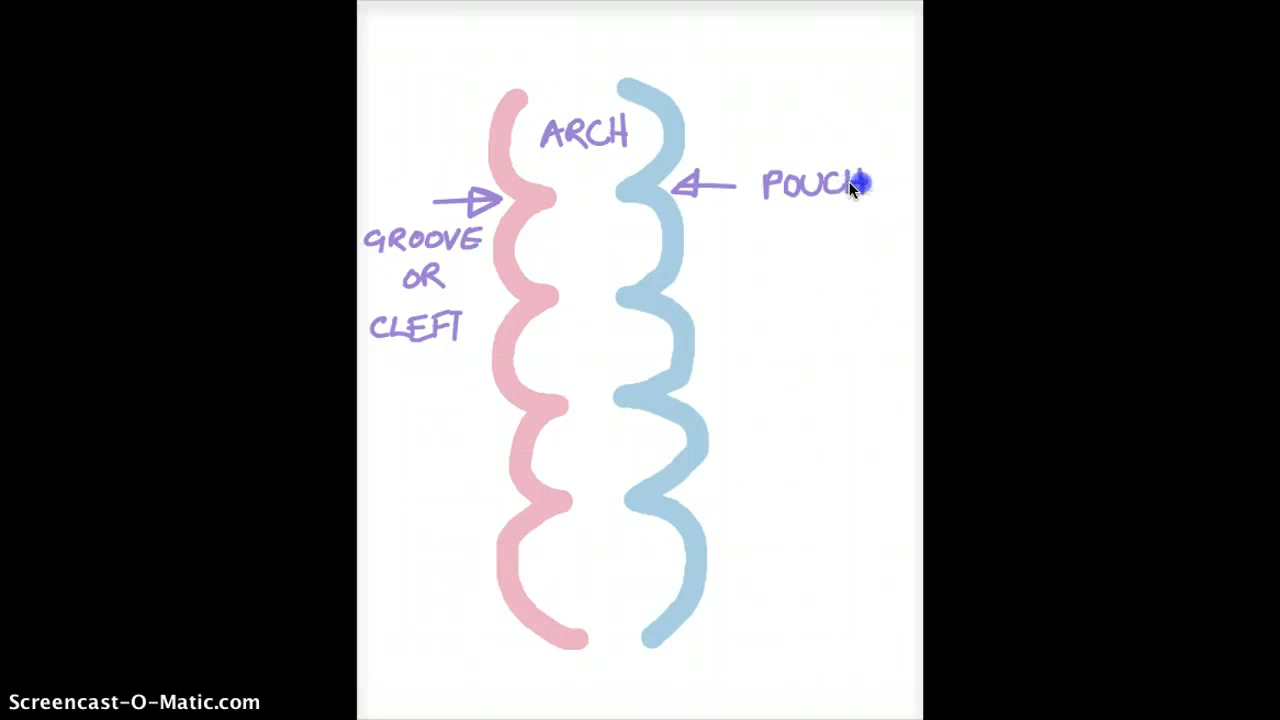 ARCH
POUCH
GROOVE
OR
CLEFT
Screencast-O-Matic.com